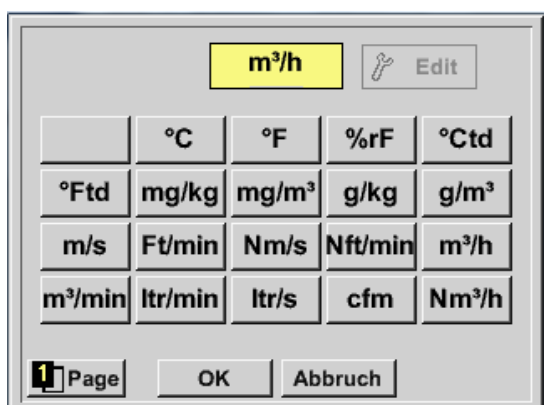 m³/h Edit
°C °F %rF °Ctd
°Ftd mg/kg mg/m³ g/kg g/m³
m/s Ft/min Nm/s Nft/min m³/h
m³/min ltr/min ltr/s cfm Nm³/h
1 Page OK Abbruch